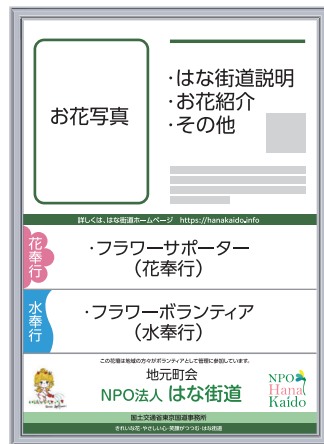 お花写真
・はな街道説明
・お花紹介
・その他
詳しくは、はな街道ホームページ https://hanakaido.info
花奉行
・フラワーサポーター
（花奉行）
水奉行
・フラワーボランティア
（水奉行）
この花壇は地域の方々がボランティアとして管理に参加しています。
地元町会
NPO法人 はな街道
NPO
Hana
Kaido
国土交通省東京国道事務所
きれいな花・やさしい心・笑顔がつつむ・はな街道